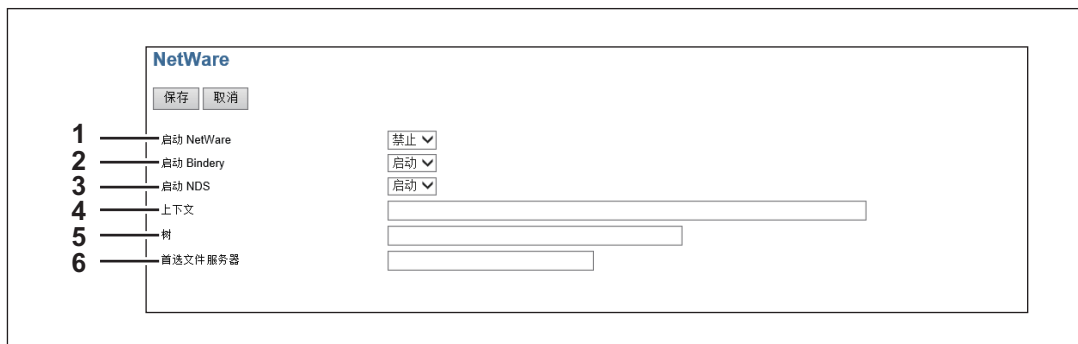 NetWare
保存 取消
1 启动 NetWare 禁止
2 启动 Bindery 启动
3 启动 NDS 启动
4 上下文
5 树
6 首选文件服务器